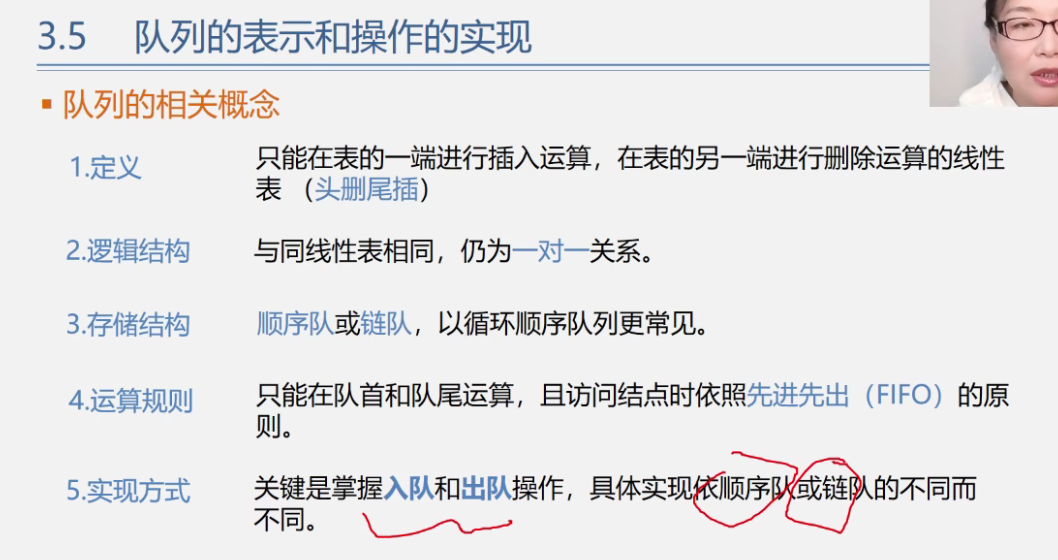 3.5 队列的表示和操作的实现
▪ 队列的相关概念
1.定义 只能在表的一端进行插入运算，在表的另一端进行删除运算的线性
表 （头删尾插）
2.逻辑结构 与同线性表相同，仍为一对一关系。
3.存储结构 顺序队或链队，以循环顺序队列更常见。
4.运算规则 只能在队首和队尾运算，且访问结点时依照先进先出（FIFO）的原
则。
5.实现方式 关键是掌握入队和出队操作，具体实现依顺序队或链队的不同而
不同。